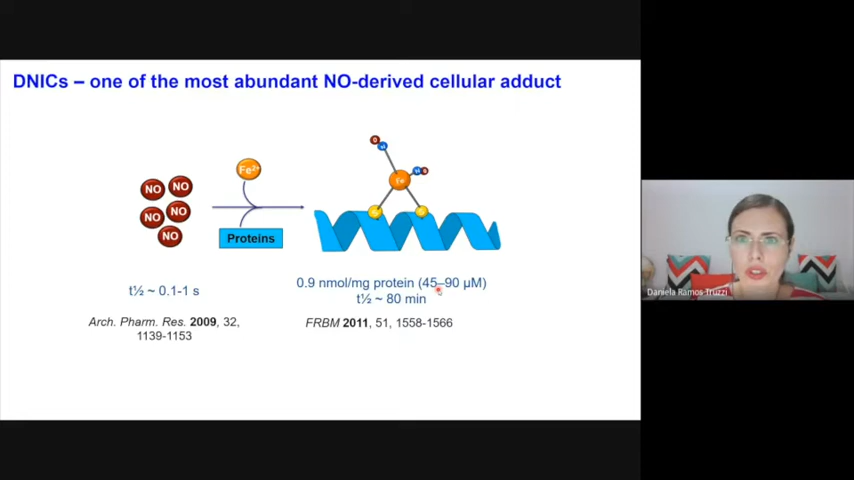 DNICs – one of the most abundant NO-derived cellular adduct
Fe²⁺
NO
NO
NO
NO
NO
Proteins
O
N
N
O
Fe
S
S
t½ ~ 0.1-1 s
Arch. Pharm. Res. 2009, 32,
1139-1153
0.9 nmol/mg protein (45–90 µM)
t½ ~ 80 min
FRBM 2011, 51, 1558-1566
Daniela Ramos-Truzzi